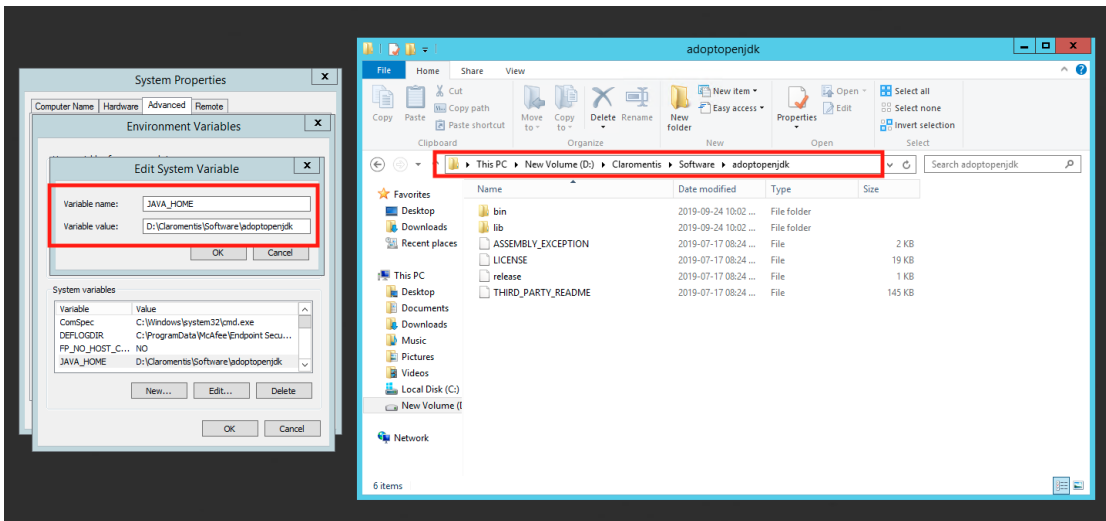 System Properties
x
Computer Name Hardware Advanced Remote
Environment Variables
x
Edit System Variable
x
Variable name: JAVA_HOME
Variable value: D:\Claromentis\Software\adoptopenjdk
OK Cancel
System variables
Variable Value
ComSpec C:\Windows\system32\cmd.exe
DEFLOGDIR C:\ProgramData\McAfee\Endpoint Secu...
FP_NO_HOST_C... NO
JAVA_HOME D:\Claromentis\Software\adoptopenjdk
New... Edit... Delete
OK Cancel
adoptopenjdk
x
File Home Share View
Copy
Paste
Cut
Copy path
Paste shortcut
Clipboard
Move to
Copy to
Delete
Rename
Organize
New folder
New item
Easy access
New
Properties
Open
Edit
Open
Select all
Select none
Invert selection
Select
This PC New Volume (D:) Claromentis Software adoptopenjdk
Search adoptopenjdk
Favorites
Desktop
Downloads
Recent places
This PC
Desktop
Documents
Downloads
Music
Pictures
Videos
Local Disk (C:)
New Volume (
Network
Name Date modified Type Size
bin 2019-09-24 10:02 ... File folder
lib 2019-09-24 10:02 ... File folder
ASSEMBLY_EXCEPTION 2019-07-17 08:24 ... File 2 KB
LICENSE 2019-07-17 08:24 ... File 19 KB
release 2019-07-17 08:24 ... File 1 KB
THIRD_PARTY_README 2019-07-17 08:24 ... File 145 KB
6 items